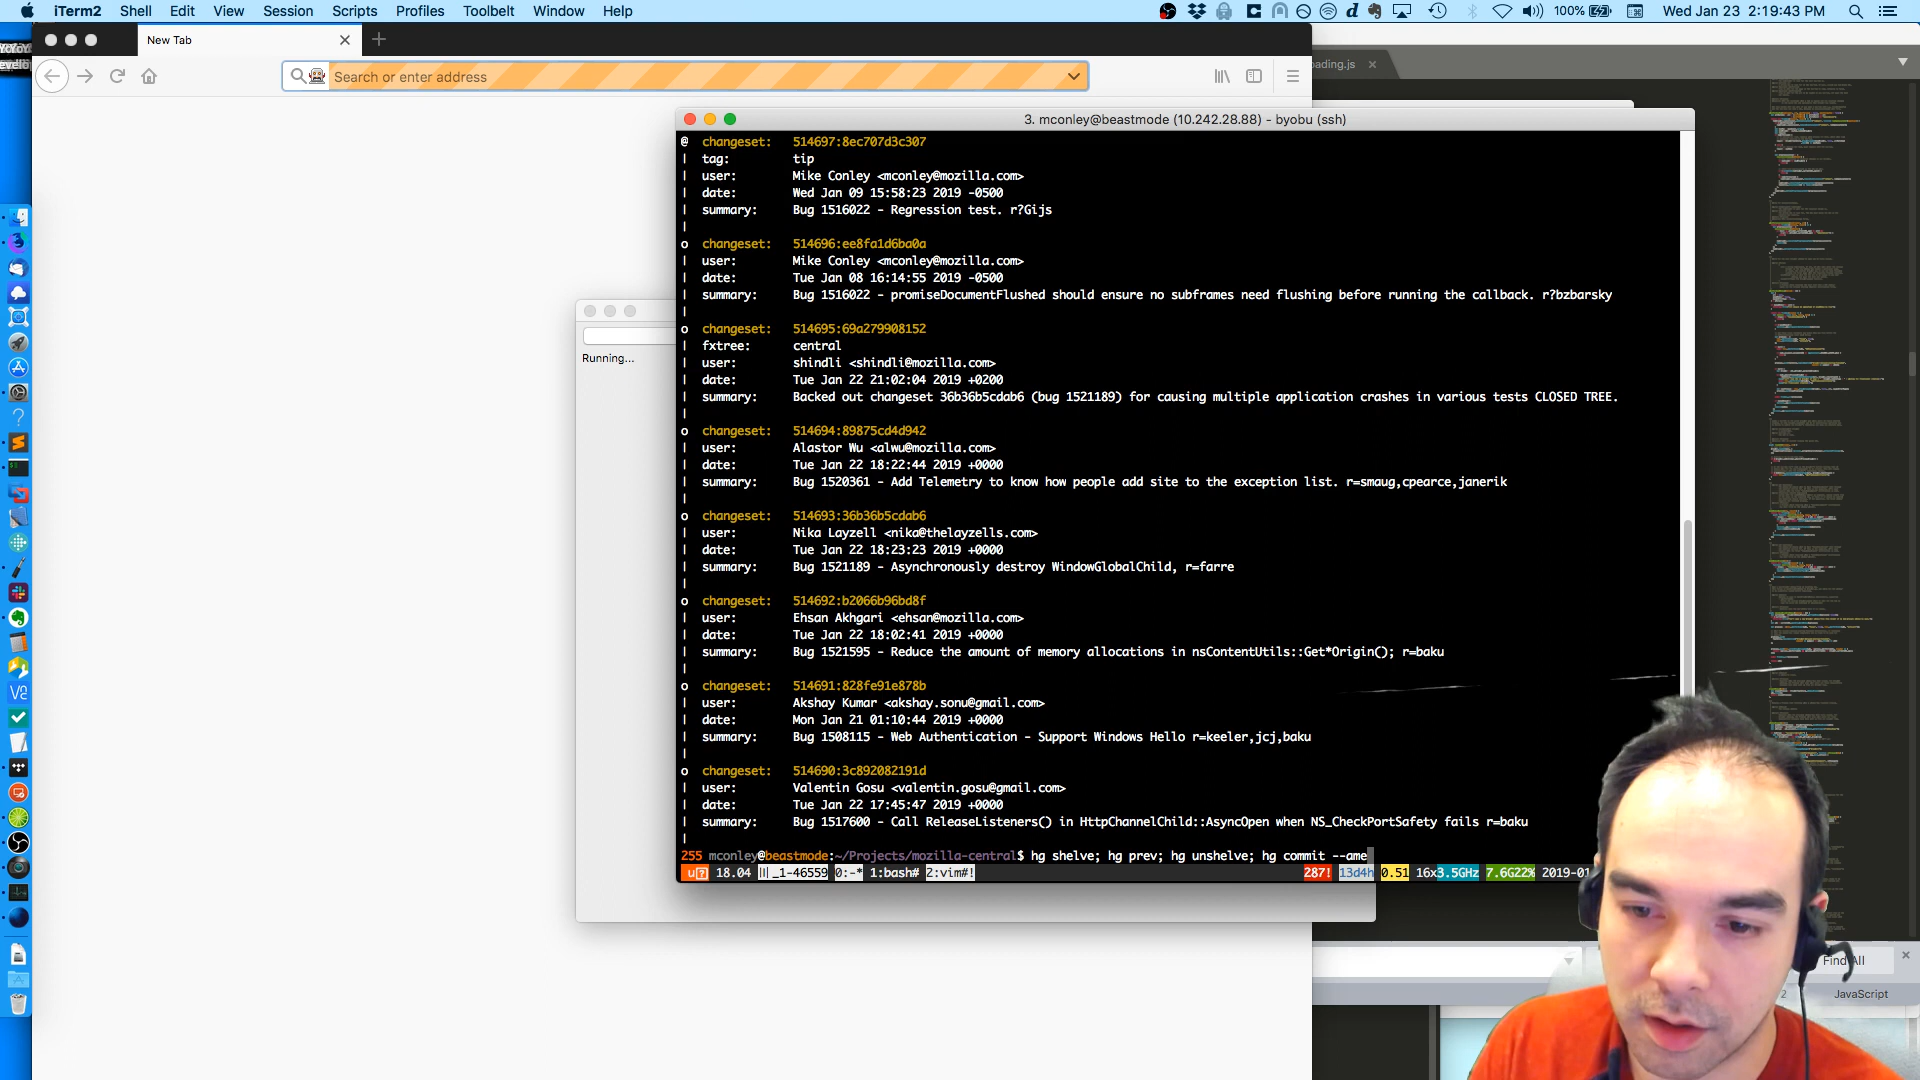 iTerm2 Shell Edit View Session Scripts Profiles Toolbelt Window Help
100% Wed Jan 23 2:19:43 PM
New Tab
Search or enter address
ading.js
3. mconley@beastmode (10.242.28.88) - byobu (ssh)
@ changeset: 514697:8ec707d3c307
| tag: tip
| user: Mike Conley <mconley@mozilla.com>
| date: Wed Jan 09 15:58:23 2019 -0500
| summary: Bug 1516022 - Regression test. r?Gijs
|
o changeset: 514696:ee8fa1d6ba0a
| user: Mike Conley <mconley@mozilla.com>
| date: Tue Jan 08 16:14:55 2019 -0500
| summary: Bug 1516022 - promiseDocumentFlushed should ensure no subframes need flushing before running the callback. r?bzbarsky
|
o changeset: 514695:69a279908152
| fxtree: central
| user: shindli <shindli@mozilla.com>
| date: Tue Jan 22 21:02:04 2019 +0200
| summary: Backed out changeset 36b36b5cdab6 (bug 1521189) for causing multiple application crashes in various tests CLOSED TREE.
|
o changeset: 514694:89875cd4d942
| user: Alastor Wu <alwu@mozilla.com>
| date: Tue Jan 22 18:22:44 2019 +0000
| summary: Bug 1520361 - Add Telemetry to know how people add site to the exception list. r=smaug,cpearce,janerik
|
o changeset: 514693:36b36b5cdab6
| user: Nika Layzell <nika@thelayzells.com>
| date: Tue Jan 22 18:23:23 2019 +0000
| summary: Bug 1521189 - Asynchronously destroy WindowGlobalChild, r=farre
|
o changeset: 514692:b2066b96bd8f
| user: Ehsan Akhgari <ehsan@mozilla.com>
| date: Tue Jan 22 18:02:41 2019 +0000
| summary: Bug 1521595 - Reduce the amount of memory allocations in nsContentUtils::Get*Origin(); r=baku
|
o changeset: 514691:828fe91e878b
| user: Akshay Kumar <akshay.sonu@gmail.com>
| date: Mon Jan 21 01:10:44 2019 +0000
| summary: Bug 1508115 - Web Authentication - Support Windows Hello r=keeler,jcj,baku
|
o changeset: 514690:3c892082191d
| user: Valentin Gosu <valentin.gosu@gmail.com>
| date: Tue Jan 22 17:45:47 2019 +0000
| summary: Bug 1517600 - Call ReleaseListeners() in HttpChannelChild::AsyncOpen when NS_CheckPortSafety fails r=baku
|
255 mconley@beastmode:~/Projects/mozilla-central$ hg shelve; hg prev; hg unshelve; hg commit --ame
18.04 _1-46559 0:-* 1:bash# 2:vim#! 287! 13d4h 0.51 16x3.5GHz 7.6G22% 2019-01
Running...
Find All
2 JavaScript